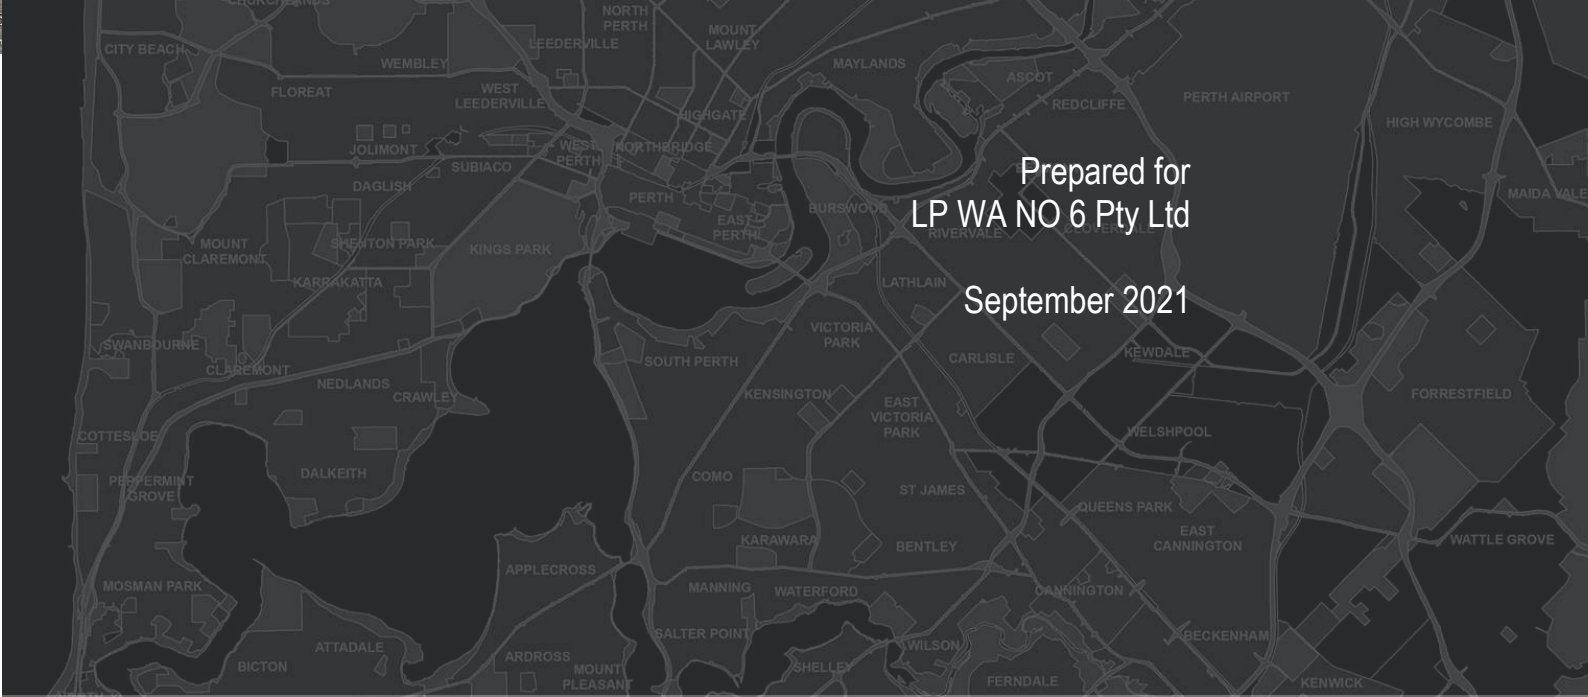 CHURCHLANDS
NORTH
PERTH
MOUNT
LAWLEY
CITY BEACH
LEEDERVILLE
WEMBLEY
MAYLANDS
ASCOT
FLOREAT
WEST
LEEDERVILLE
REDCLIFFE
PERTH AIRPORT
HIGHGATE
HIGH WYCOMBE
JOLIMONT
SUBIACO
WEST
PERTH
NORTHBRIDGE
Prepared for
DAGLISH
PERTH
MAIDA VALE
BURSWOOD
LP WA NO 6 Pty Ltd
EAST
PERTH
RIVERVALE
CLOVERDALE
MOUNT
CLAREMONT
SHENTON PARK
KINGS PARK
KARRAKATTA
LATHLAIN
September 2021
VICTORIA
PARK
SWANBOURNE
SOUTH PERTH
CARLISLE
KEWDALE
CLAREMONT
NEDLANDS
CRAWLEY
KENSINGTON
EAST
VICTORIA
PARK
FORRESTFIELD
COTTESLOE
WELSHPOOL
DALKEITH
COMO
PEPPERMINT
GROVE
ST JAMES
QUEENS PARK
EAST
CANNINGTON
KARAWARA
BENTLEY
WATTLE GROVE
APPLECROSS
MOSMAN PARK
MANNING
WATERFORD
CANNINGTON
SALTER POINT
BECKENHAM
ATTADALE
WILSON
BICTON
ARDROSS
MOUNT
PLEASANT
SHELLEY
FERNDALE
KENWICK
NORTH